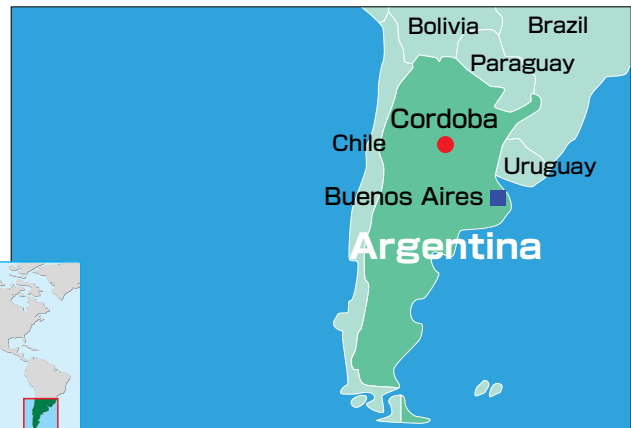 Bolivia
Brazil
Paraguay
Cordoba
Chile
Uruguay
Buenos Aires
Argentina